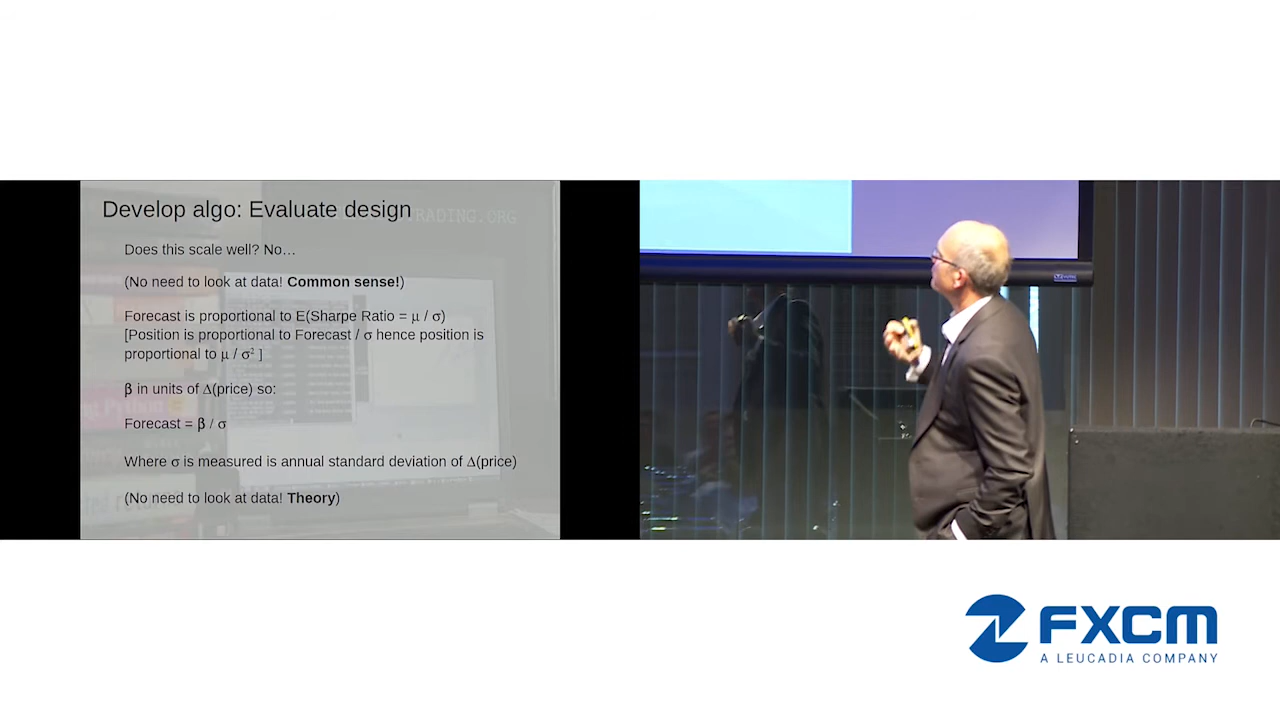 Develop algo: Evaluate design
TRADING.ORG
Does this scale well? No…
(No need to look at data! Common sense!)
Forecast is proportional to E(Sharpe Ratio = μ / σ)
[Position is proportional to Forecast / σ hence position is
proportional to μ / σ² ]
β in units of Δ(price) so:
Forecast = β / σ
Where σ is measured is annual standard deviation of Δ(price)
(No need to look at data! Theory)
FXCM
A LEUCADIA COMPANY